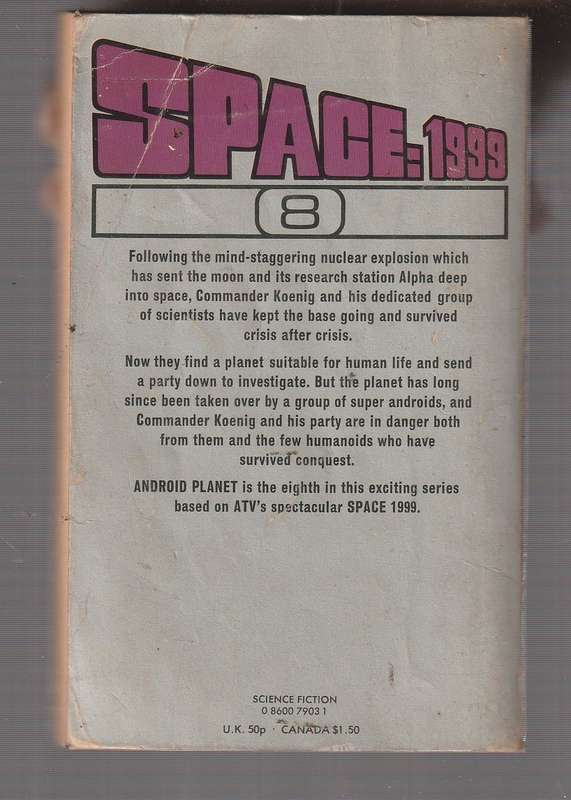 SPACE: 1999
8
Following the mind-staggering nuclear explosion which
has sent the moon and its research station Alpha deep
into space, Commander Koenig and his dedicated group
of scientists have kept the base going and survived
crisis after crisis.
Now they find a planet suitable for human life and send
a party down to investigate. But the planet has long
since been taken over by a group of super androids, and
Commander Koenig and his party are in danger both
from them and the few humanoids who have
survived conquest.
ANDROID PLANET is the eighth in this exciting series
based on ATV's spectacular SPACE 1999.
SCIENCE FICTION
0 8600 7903 1
U.K. 50p · CANADA $1.50